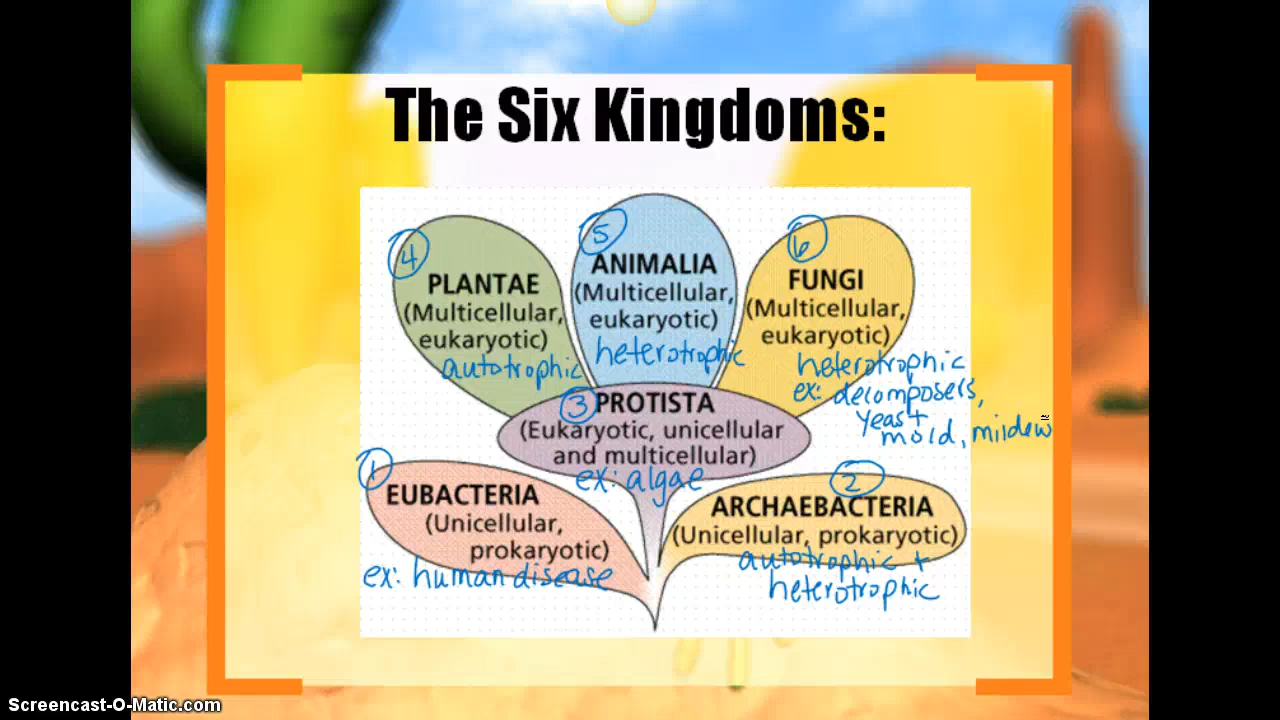 The Six Kingdoms:
4
PLANTAE
(Multicellular,
eukaryotic)
autotrophic
5
ANIMALIA
(Multicellular,
eukaryotic)
heterotrophic
6
FUNGI
(Multicellular,
eukaryotic)
heterotrophic
ex: decomposers,
yeast
mold, mildew
3
PROTISTA
(Eukaryotic, unicellular
and multicellular)
ex: algae
1
EUBACTERIA
(Unicellular,
prokaryotic)
ex: human disease
2
ARCHAEBACTERIA
(Unicellular, prokaryotic)
autotrophic +
heterotrophic
Screencast-O-Matic.com